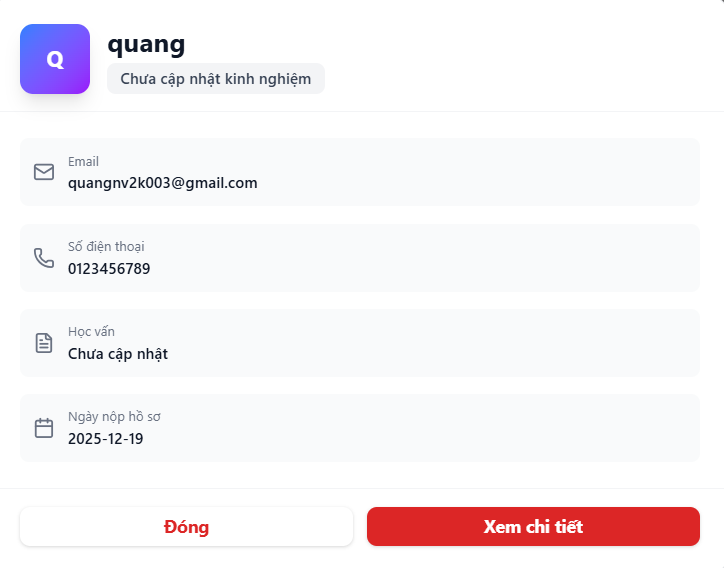 Q
quang
Chưa cập nhật kinh nghiệm
Email
quangnv2k003@gmail.com
Số điện thoại
0123456789
Học vấn
Chưa cập nhật
Ngày nộp hồ sơ
2025-12-19
Đóng
Xem chi tiết